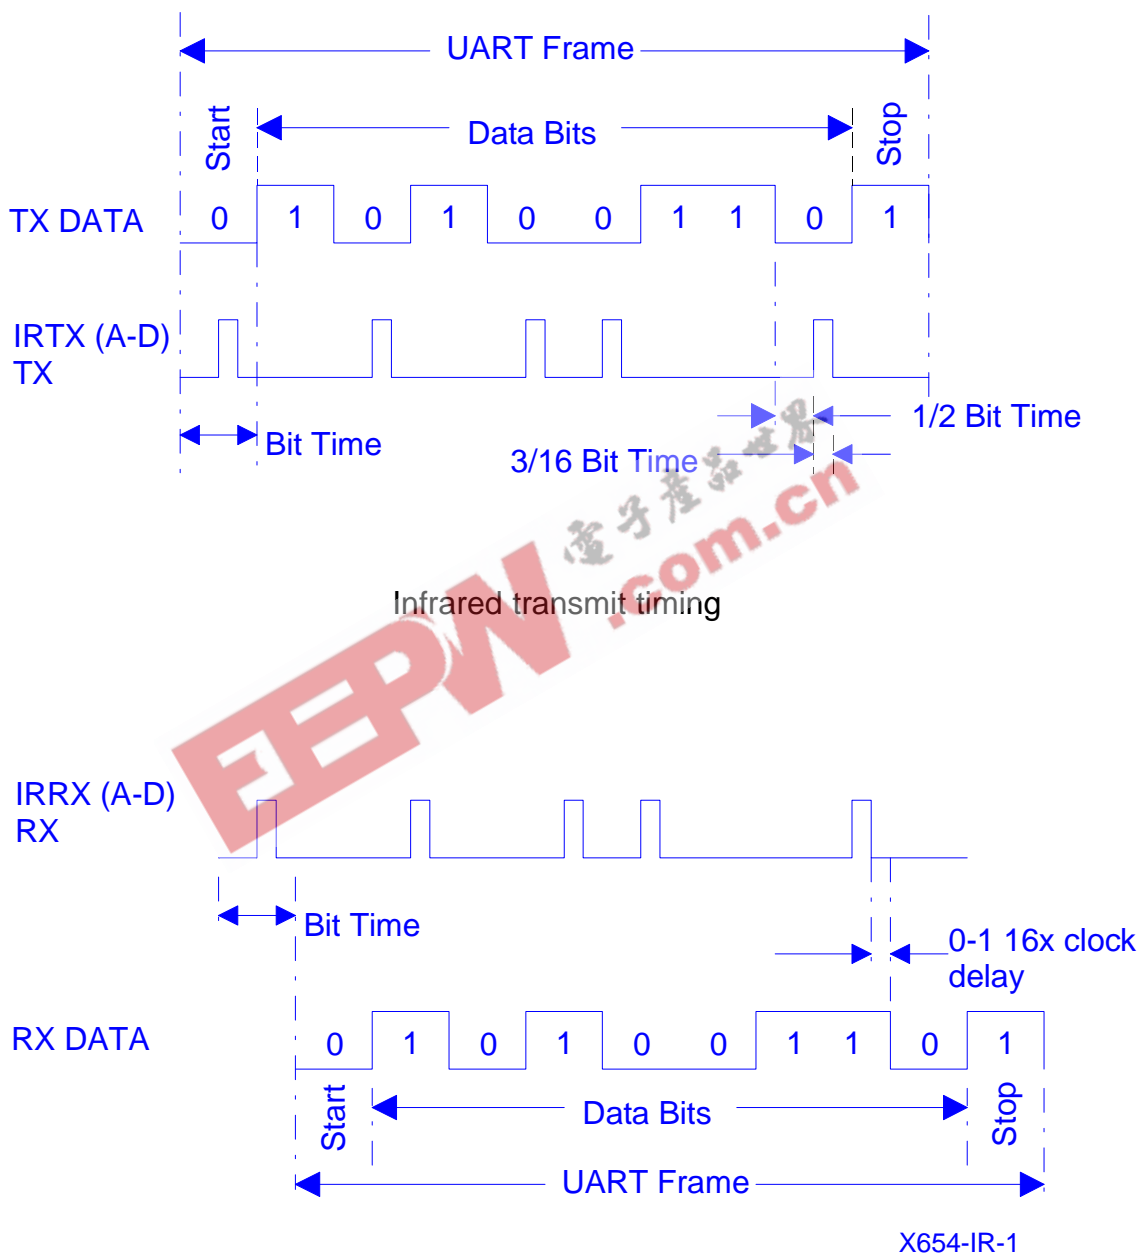 UART Frame
Start
Data Bits
Stop
TX DATA
0 1 0 1 0 0 1 1 0 1
IRTX (A-D)
TX
1/2 Bit Time
Bit Time
3/16 Bit Time
電子產品世界
.com.cn
Infrared transmit timing
EEPW
IRRX (A-D)
RX
Bit Time
0-1 16x clock
delay
RX DATA
0 1 0 1 0 0 1 1 0 1
Start
Data Bits
Stop
UART Frame
X654-IR-1